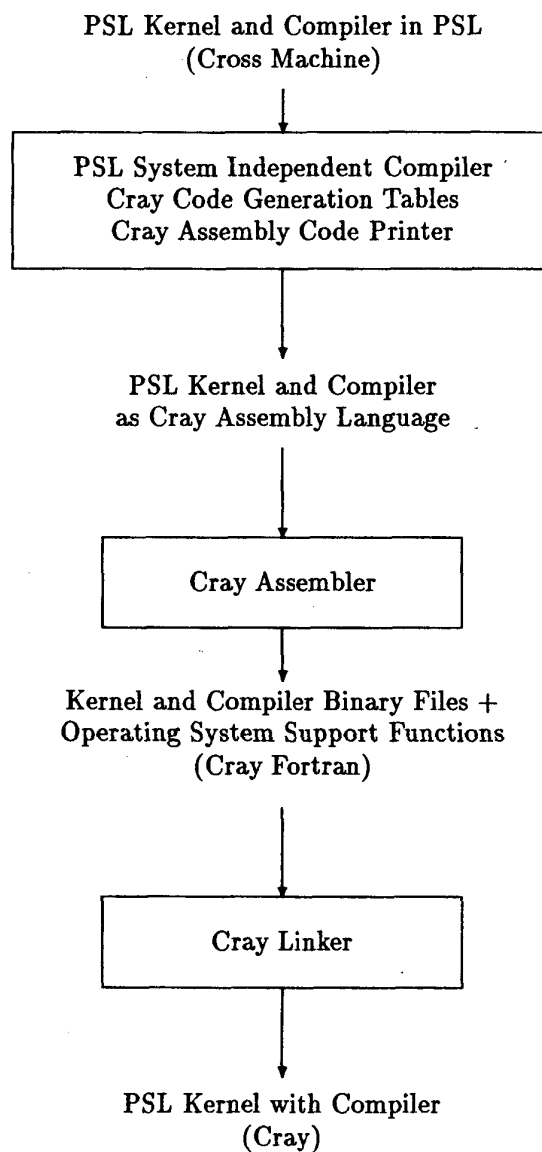 PSL Kernel and Compiler in PSL
(Cross Machine)
PSL System Independent Compiler
Cray Code Generation Tables
Cray Assembly Code Printer
PSL Kernel and Compiler
as Cray Assembly Language
Cray Assembler
Kernel and Compiler Binary Files +
Operating System Support Functions
(Cray Fortran)
Cray Linker
PSL Kernel with Compiler
(Cray)